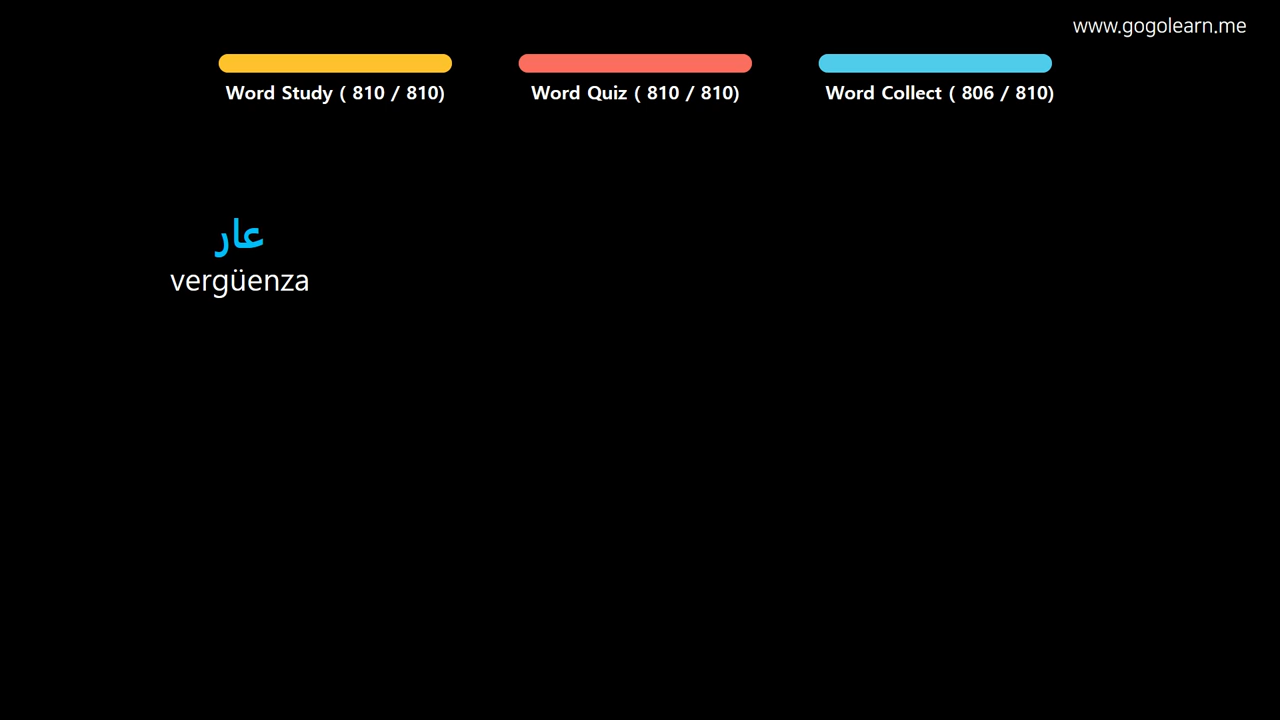 www.gogolearn.me
Word Study ( 810 / 810)
Word Quiz ( 810 / 810)
Word Collect ( 806 / 810)
عار
vergüenza